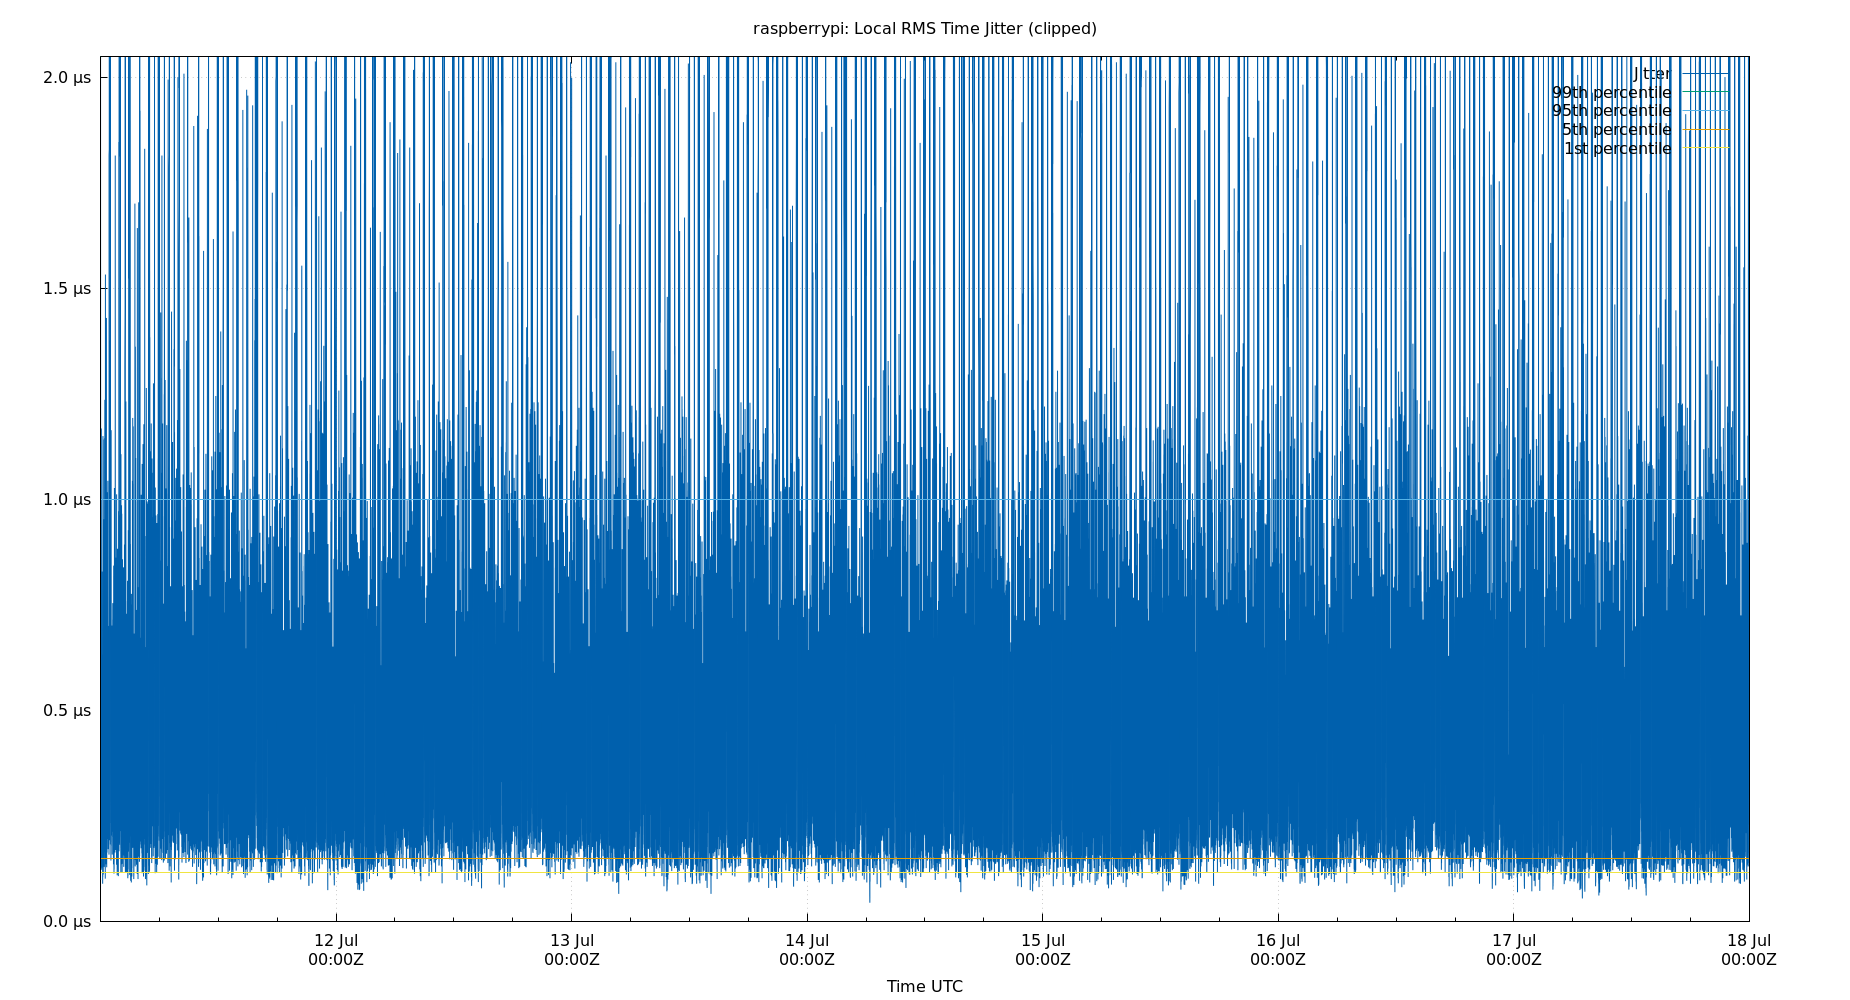 raspberrypi: Local RMS Time Jitter (clipped)
2.0 µs
1.5 µs
1.0 µs
0.5 µs
0.0 µs
Jitter
99th percentile
95th percentile
5th percentile
1st percentile
12 Jul
00:00Z
13 Jul
00:00Z
14 Jul
00:00Z
15 Jul
00:00Z
16 Jul
00:00Z
17 Jul
00:00Z
18 Jul
00:00Z
Time UTC